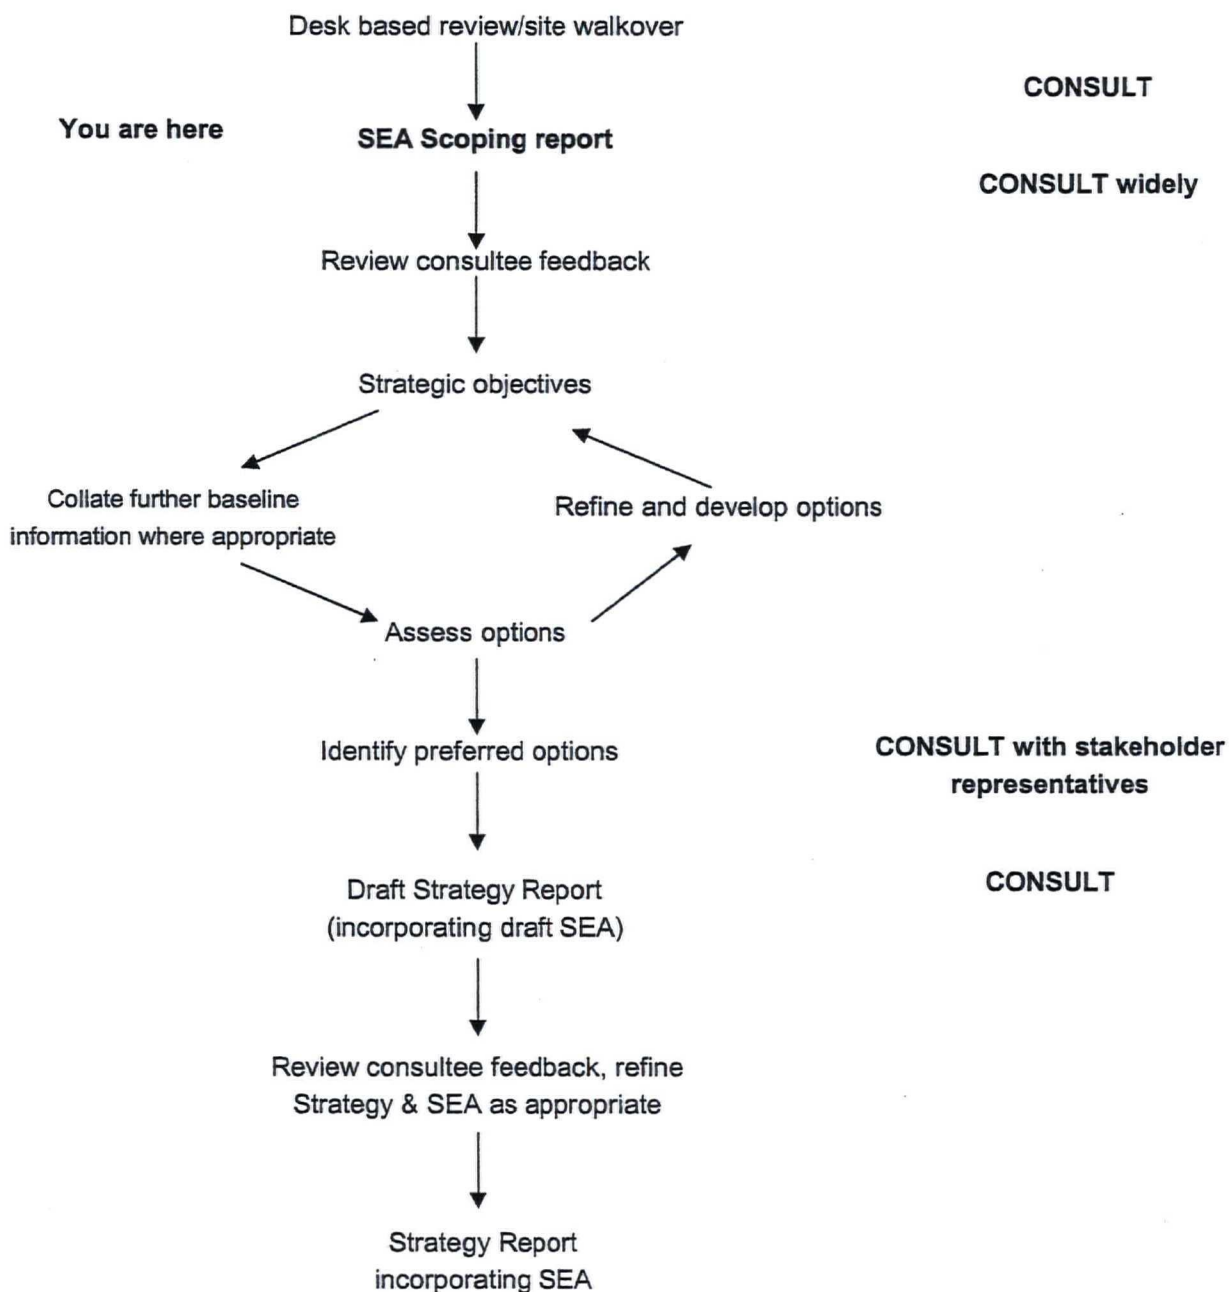 Desk based review/site walkover
CONSULT
You are here
SEA Scoping report
CONSULT widely
Review consultee feedback
Strategic objectives
Collate further baseline
information where appropriate
Refine and develop options
Assess options
Identify preferred options
CONSULT with stakeholder
representatives
Draft Strategy Report
(incorporating draft SEA)
CONSULT
Review consultee feedback, refine
Strategy & SEA as appropriate
Strategy Report
incorporating SEA